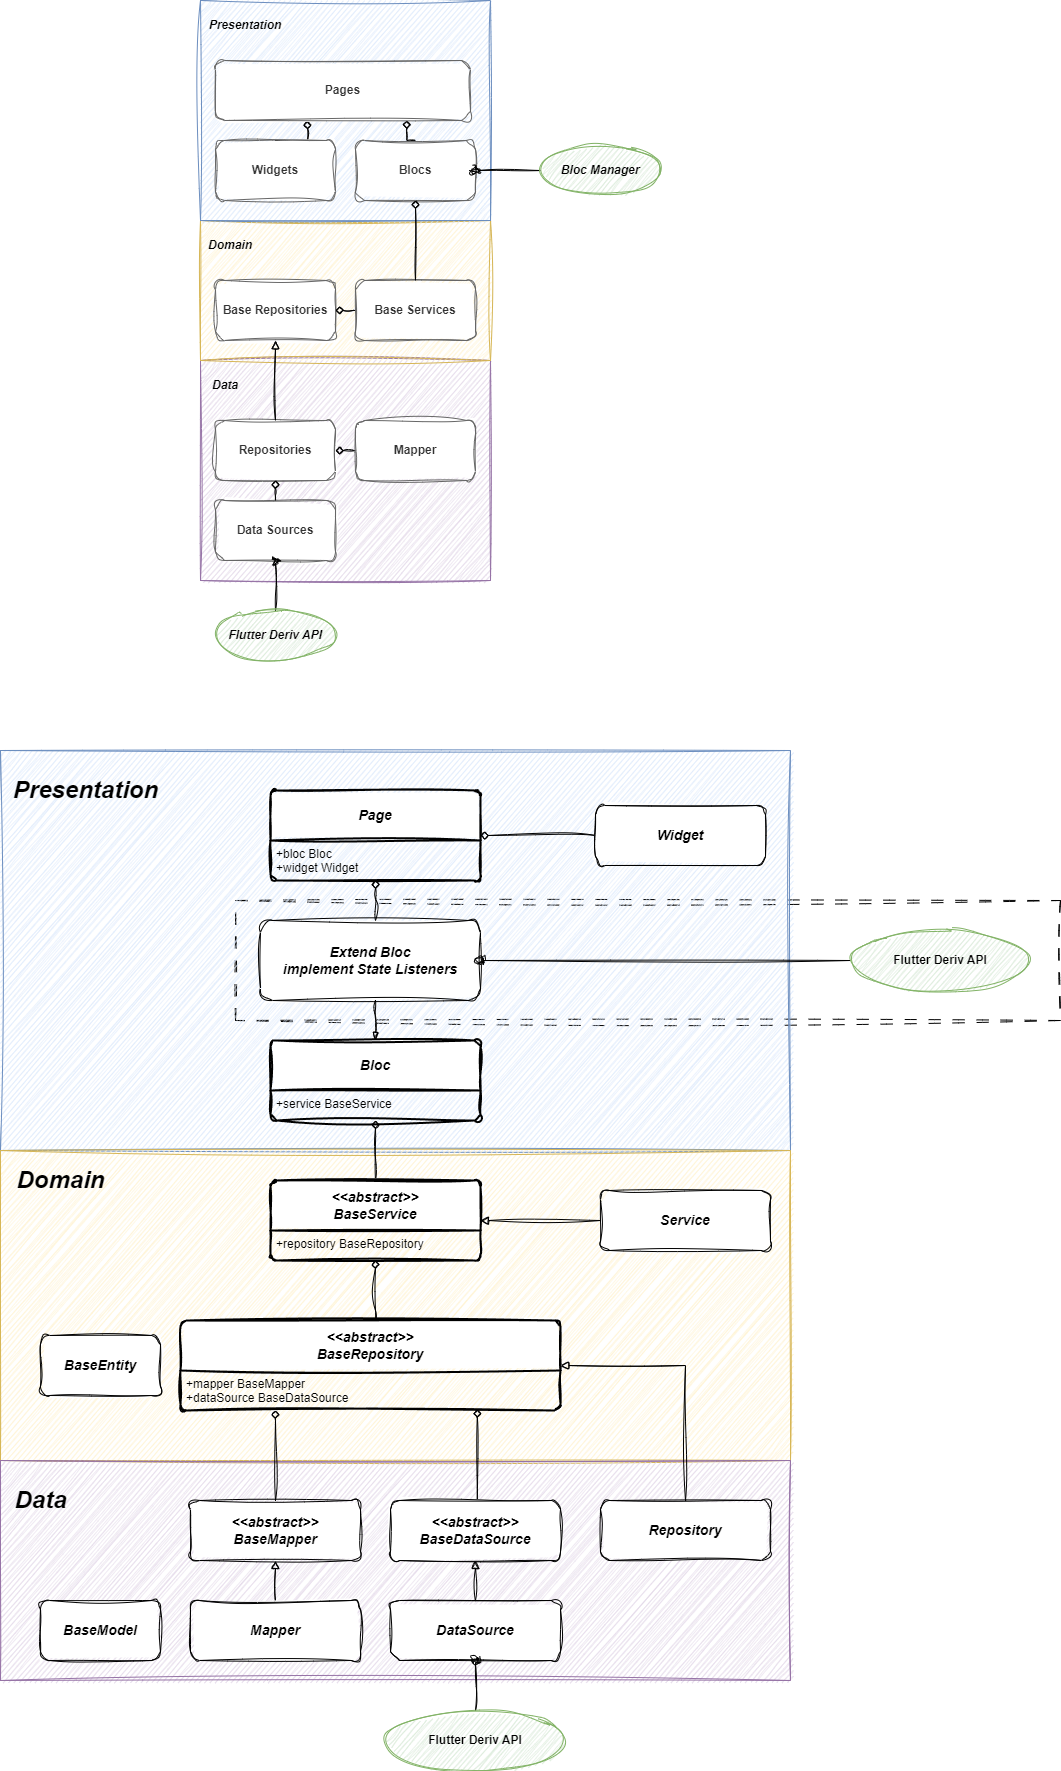 Presentation
Pages
Widgets
Blocs
Bloc Manager
Domain
Base Repositories
Base Services
Data
Repositories
Mapper
Data Sources
Flutter Deriv API
Presentation
Page
+bloc Bloc
+widget Widget
Widget
Extend Bloc
implement State Listeners
Flutter Deriv API
Bloc
+service BaseService
Domain
<<abstract>>
BaseService
+repository BaseRepository
Service
<<abstract>>
BaseRepository
+mapper BaseMapper
+dataSource BaseDataSource
BaseEntity
Data
<<abstract>>
BaseMapper
<<abstract>>
BaseDataSource
Repository
BaseModel
Mapper
DataSource
Flutter Deriv API